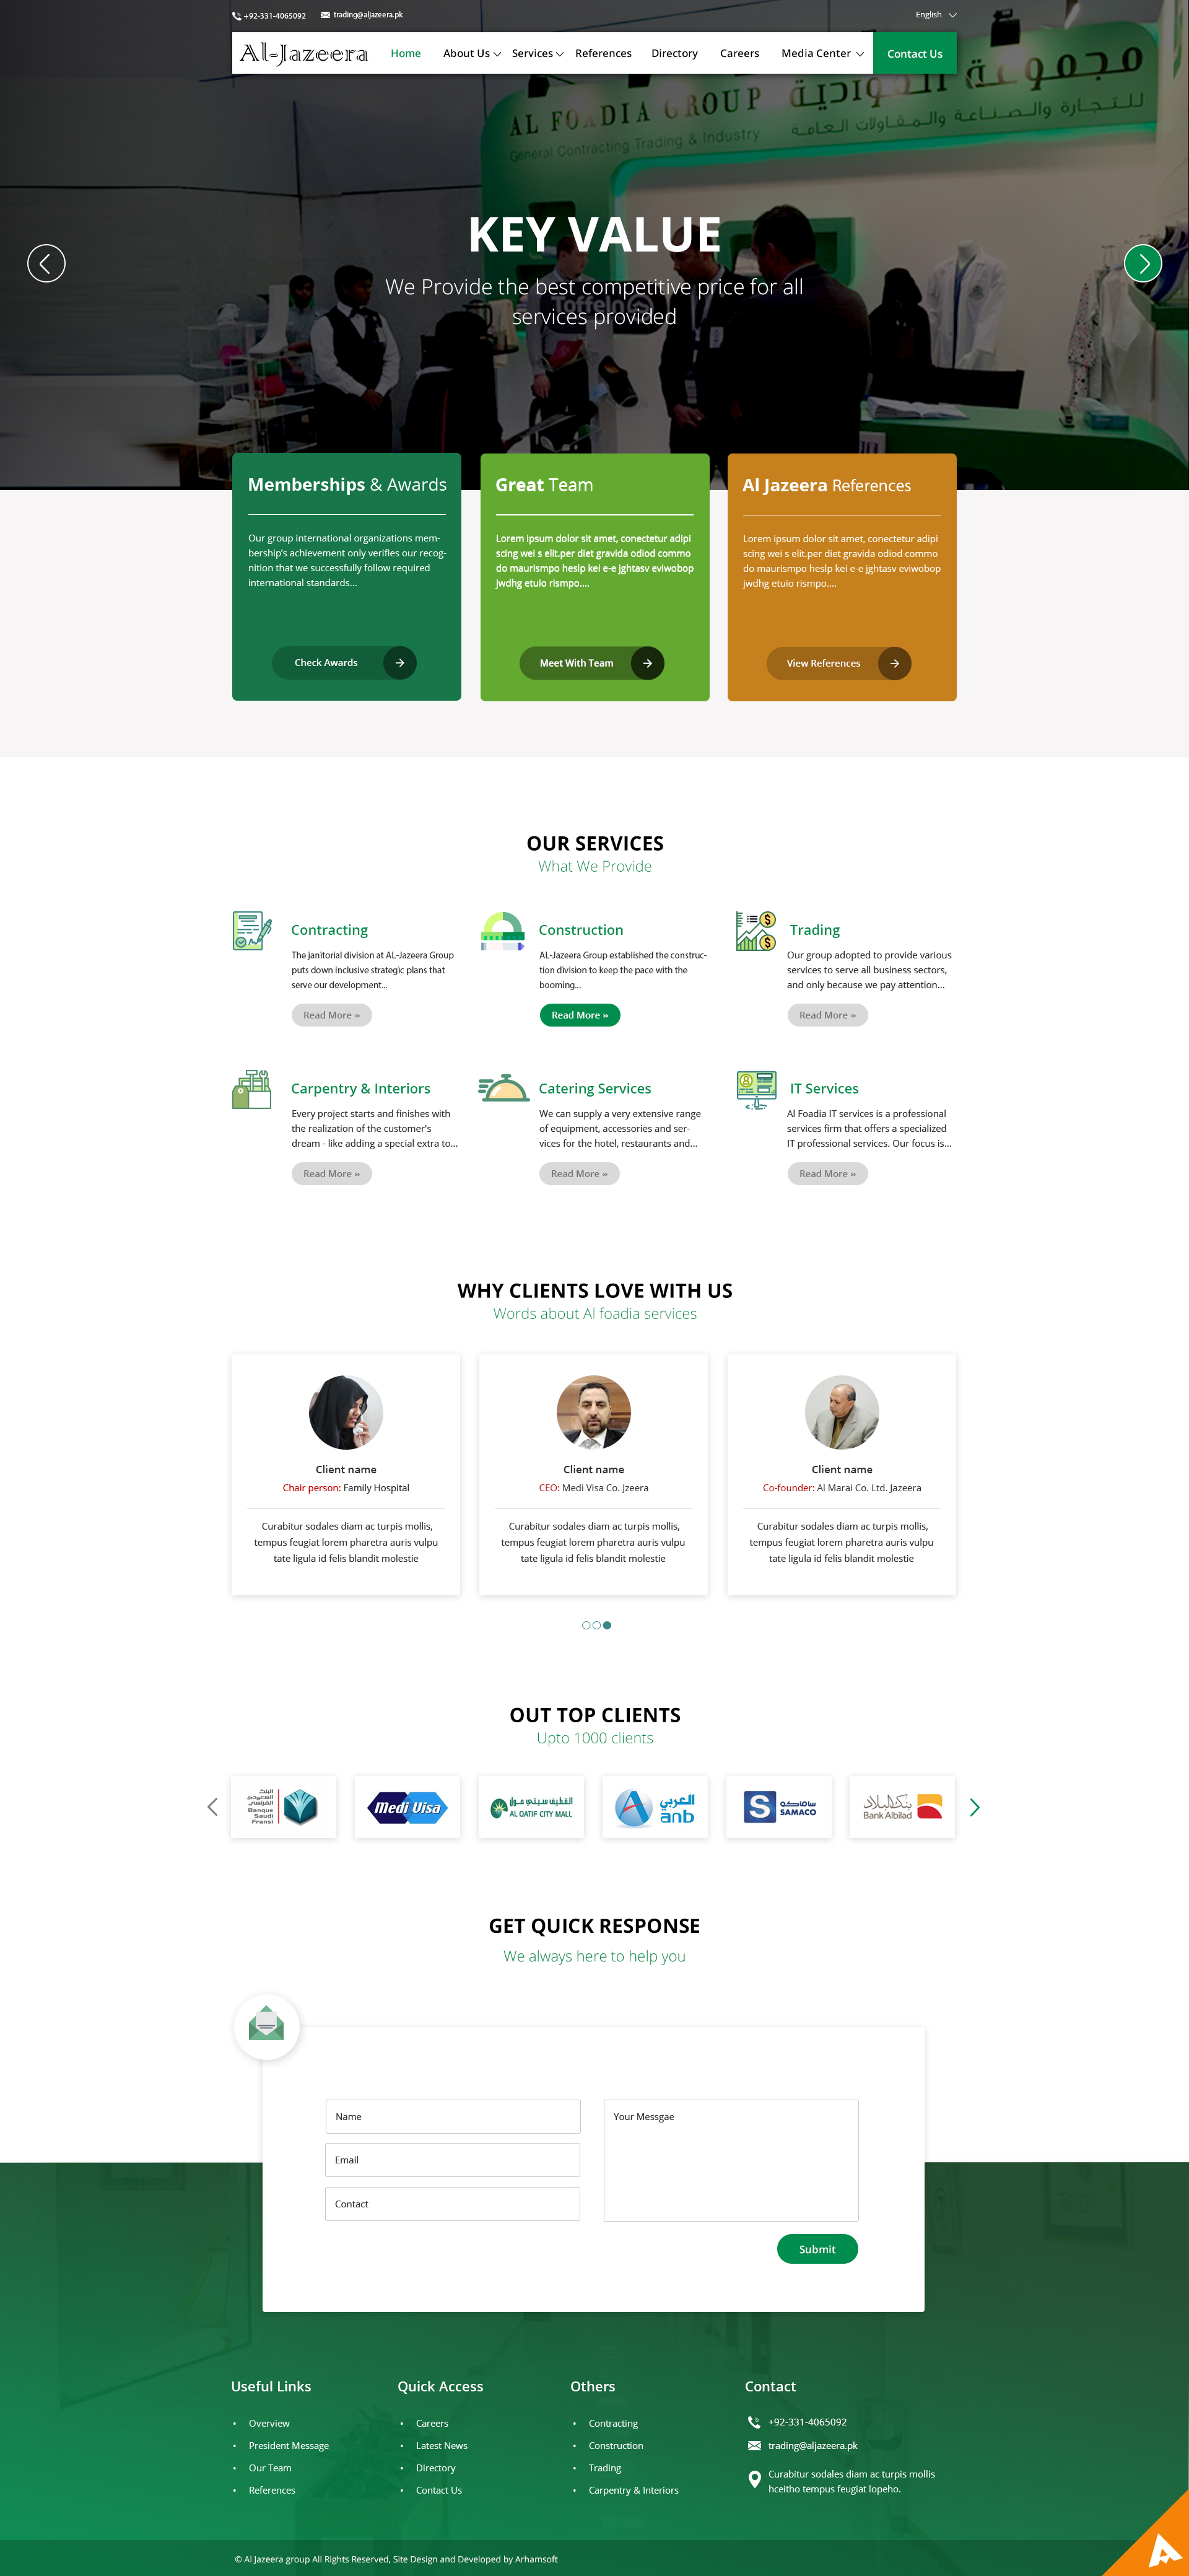 +92-331-4065092
trading@aljazeera.pk
English
Al-Jazeera
Home
About Us
Services
References
Directory
Careers
Media Center
Contact Us
AL FOADIA GROUP
مجموعة الفوادية
General Contracting Trading & Industry
للتجارة والصناعة والمقاولات العامة
KEY VALUE
We Provide the best competitive price for all
services provided
Memberships & Awards
Our group international organizations mem-
bership's achievement only verifies our recog-
nition that we successfully follow required
international standards...
Check Awards
Great Team
Lorem ipsum dolor sit amet, conectetur adipi
scing wei s elit.per diet gravida odiod commo
do maurismpo heslp kei e-e jghtasv eviwobop
jwdhg etuio rismpo....
Meet With Team
Al Jazeera References
Lorem ipsum dolor sit amet, conectetur adipi
scing wei s elit.per diet gravida odiod commo
do maurismpo heslp kei e-e jghtasv eviwobop
jwdhg etuio rismpo....
View References
OUR SERVICES
What We Provide
Contracting
The janitorial division at AL-Jazeera Group
puts down inclusive strategic plans that
serve our development...
Read More »
Construction
AL-Jazeera Group established the construc-
tion division to keep the pace with the
booming...
Read More »
Trading
Our group adopted to provide various
services to serve all business sectors,
and only because we pay attention...
Read More »
Carpentry & Interiors
Every project starts and finishes with
the realization of the customer's
dream - like adding a special extra to...
Read More »
Catering Services
We can supply a very extensive range
of equipment, accessories and ser-
vices for the hotel, restaurants and...
Read More »
IT Services
Al Foadia IT services is a professional
services firm that offers a specialized
IT professional services. Our focus is...
Read More »
WHY CLIENTS LOVE WITH US
Words about Al foadia services
Client name
Chair person: Family Hospital
Curabitur sodales diam ac turpis mollis,
tempus feugiat lorem pharetra auris vulpu
tate ligula id felis blandit molestie
Client name
CEO: Medi Visa Co. Jzeera
Curabitur sodales diam ac turpis mollis,
tempus feugiat lorem pharetra auris vulpu
tate ligula id felis blandit molestie
Client name
Co-founder: Al Marai Co. Ltd. Jazeera
Curabitur sodales diam ac turpis mollis,
tempus feugiat lorem pharetra auris vulpu
tate ligula id felis blandit molestie
OUT TOP CLIENTS
Upto 1000 clients
البنك
السعودي
الفرنسي
Banque
Saudi
Fransi
Medi Visa
القطيف سيتي مول
AL QATIF CITY MALL
العربي
anb
S
ساماكو
SAMACO
بنك البلاد
Bank Albilad
GET QUICK RESPONSE
We always here to help you
Name
Email
Contact
Your Messgae
Submit
Useful Links
Overview
President Message
Our Team
References
Quick Access
Careers
Latest News
Directory
Contact Us
Others
Contracting
Construction
Trading
Carpentry & Interiors
Contact
+92-331-4065092
trading@aljazeera.pk
Curabitur sodales diam ac turpis mollis
hceitho tempus feugiat lopeho.
© Al Jazeera group All Rights Reserved, Site Design and Developed by Arhamsoft